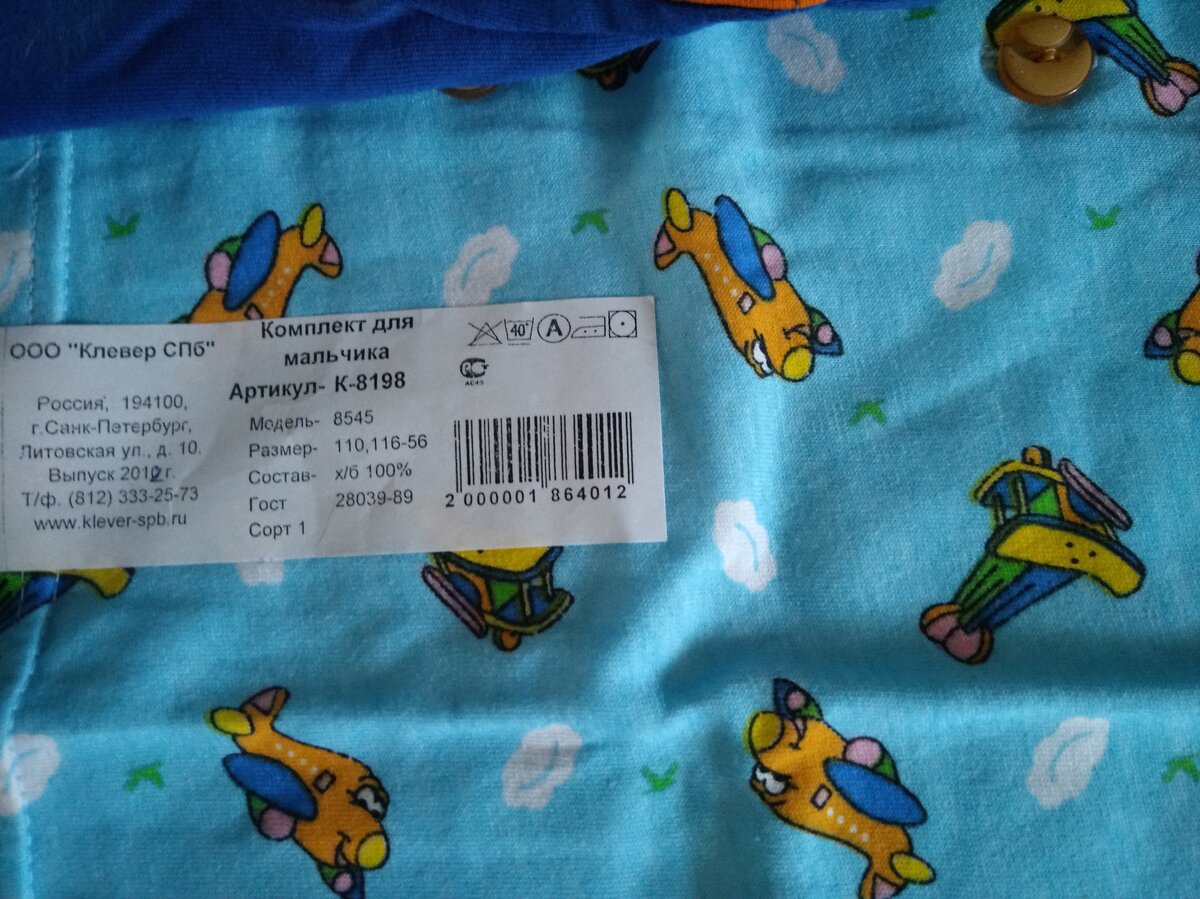 ООО "Клевер СПб"
Россия, 194100,
г.Санк-Петербург,
Литовская ул., д. 10.
Выпуск 2012 г.
Т/ф. (812) 333-25-73
www.klever-spb.ru
Комплект для
мальчика
Артикул- К-8198
Модель- 8545
Размер- 110,116-56
Состав- х/б 100%
Гост 28039-89
Сорт 1
40°
A
АЕ45
2 000001 864012